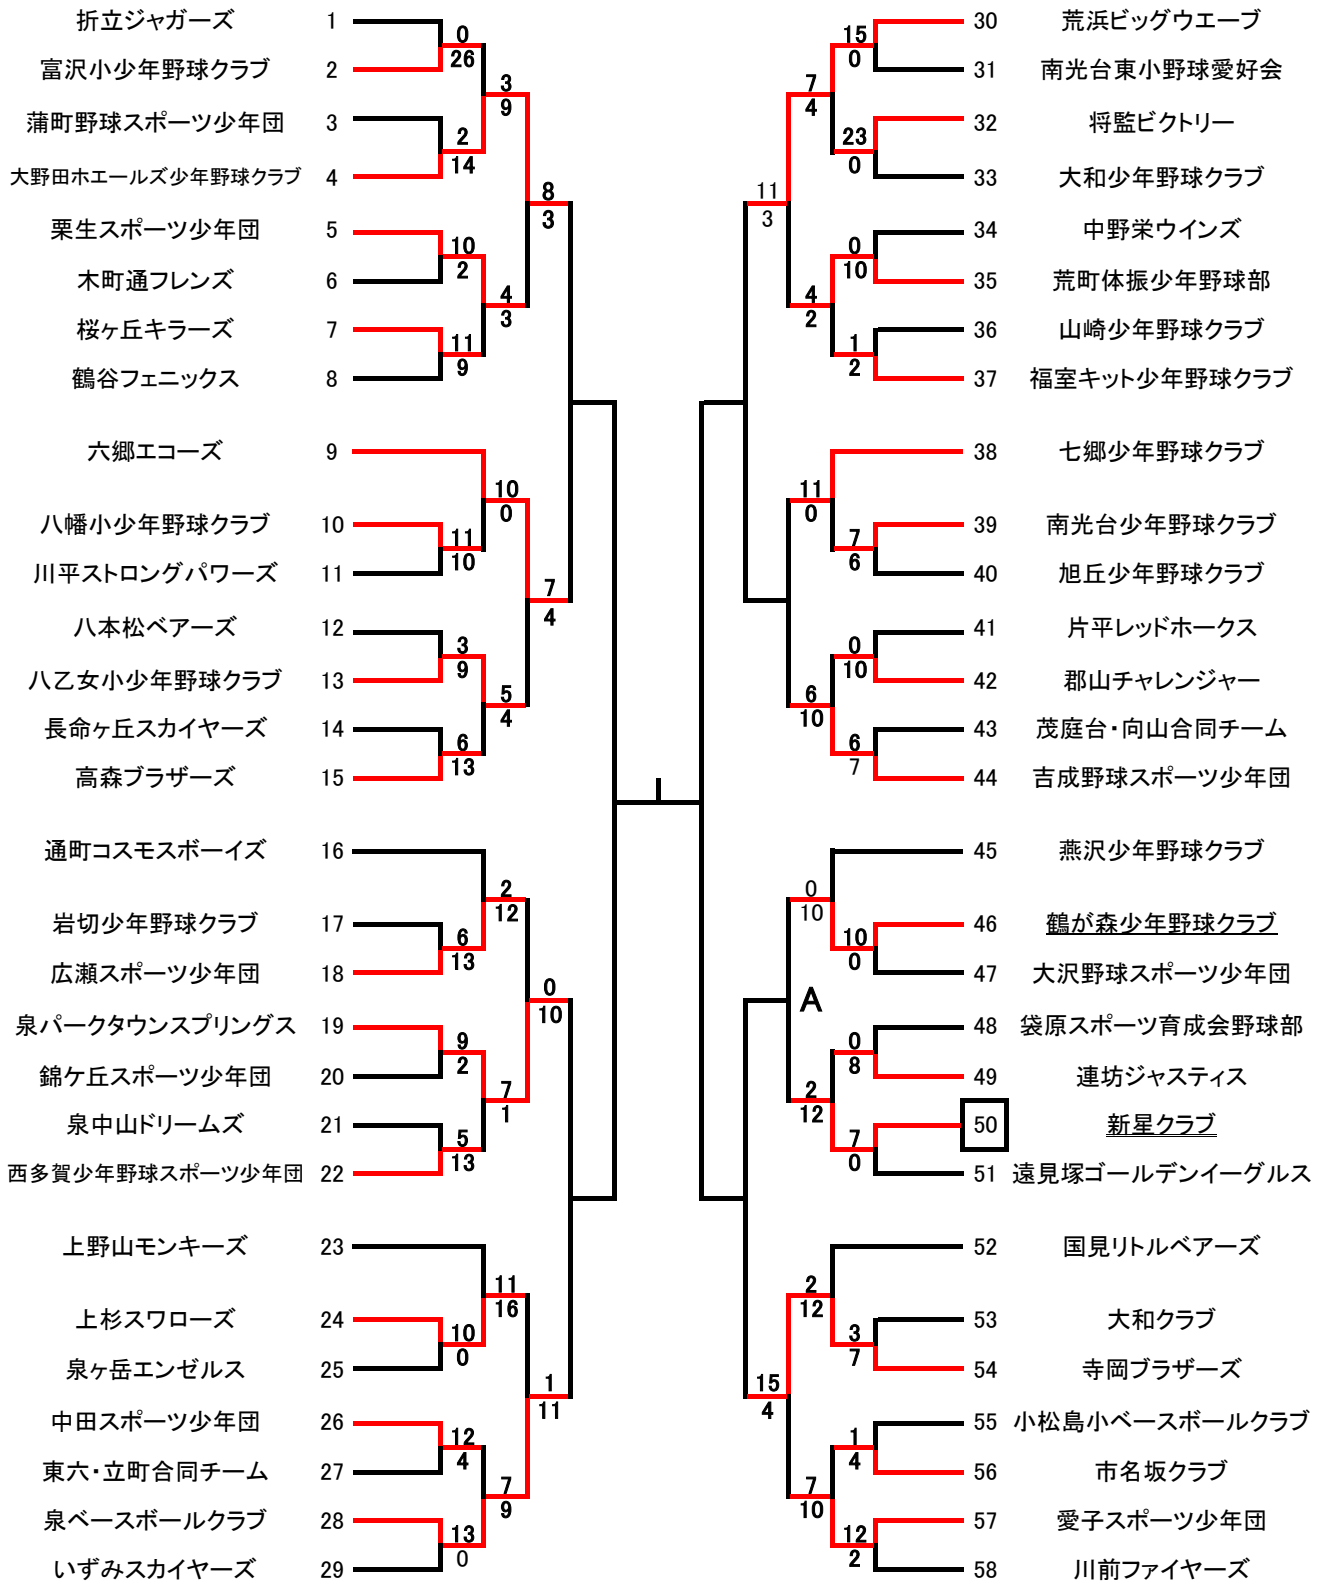 折立ジャガーズ 1
0
26
富沢小少年野球クラブ 2
3
9
蒲町野球スポーツ少年団 3
2
14
大野田ホエールズ少年野球クラブ 4
8
3
栗生スポーツ少年団 5
10
2
木町通フレンズ 6
4
3
桜ヶ丘キラーズ 7
11
9
鶴谷フェニックス 8
六郷エコーズ 9
10
0
八幡小少年野球クラブ 10
11
10
川平ストロングパワーズ 11
7
4
八本松ベアーズ 12
3
9
八乙女小少年野球クラブ 13
5
4
長命ヶ丘スカイヤーズ 14
6
13
高森ブラザーズ 15
通町コスモスボーイズ 16
2
12
岩切少年野球クラブ 17
6
13
広瀬スポーツ少年団 18
0
10
泉パークタウンスプリングス 19
9
2
錦ケ丘スポーツ少年団 20
7
1
泉中山ドリームズ 21
5
13
西多賀少年野球スポーツ少年団 22
上野山モンキーズ 23
11
16
上杉スワローズ 24
10
0
泉ヶ岳エンゼルス 25
1
11
中田スポーツ少年団 26
12
4
東六・立町合同チーム 27
7
9
泉ベースボールクラブ 28
13
0
いずみスカイヤーズ 29
30 荒浜ビッグウエーブ
15
0
31 南光台東小野球愛好会
7
4
32 将監ビクトリー
23
0
33 大和少年野球クラブ
11
3
34 中野栄ウインズ
0
10
35 荒町体振少年野球部
4
2
36 山崎少年野球クラブ
1
2
37 福室キット少年野球クラブ
38 七郷少年野球クラブ
11
0
39 南光台少年野球クラブ
7
6
40 旭丘少年野球クラブ
41 片平レッドホークス
0
10
42 郡山チャレンジャー
6
10
43 茂庭台・向山合同チーム
6
7
44 吉成野球スポーツ少年団
45 燕沢少年野球クラブ
0
10
46 鶴が森少年野球クラブ
10
0
47 大沢野球スポーツ少年団
A
48 袋原スポーツ育成会野球部
0
8
49 連坊ジャスティス
2
12
50 新星クラブ
7
0
51 遠見塚ゴールデンイーグルス
52 国見リトルベアーズ
2
12
53 大和クラブ
3
7
54 寺岡ブラザーズ
15
4
55 小松島小ベースボールクラブ
1
4
56 市名坂クラブ
7
10
57 愛子スポーツ少年団
12
2
58 川前ファイヤーズ